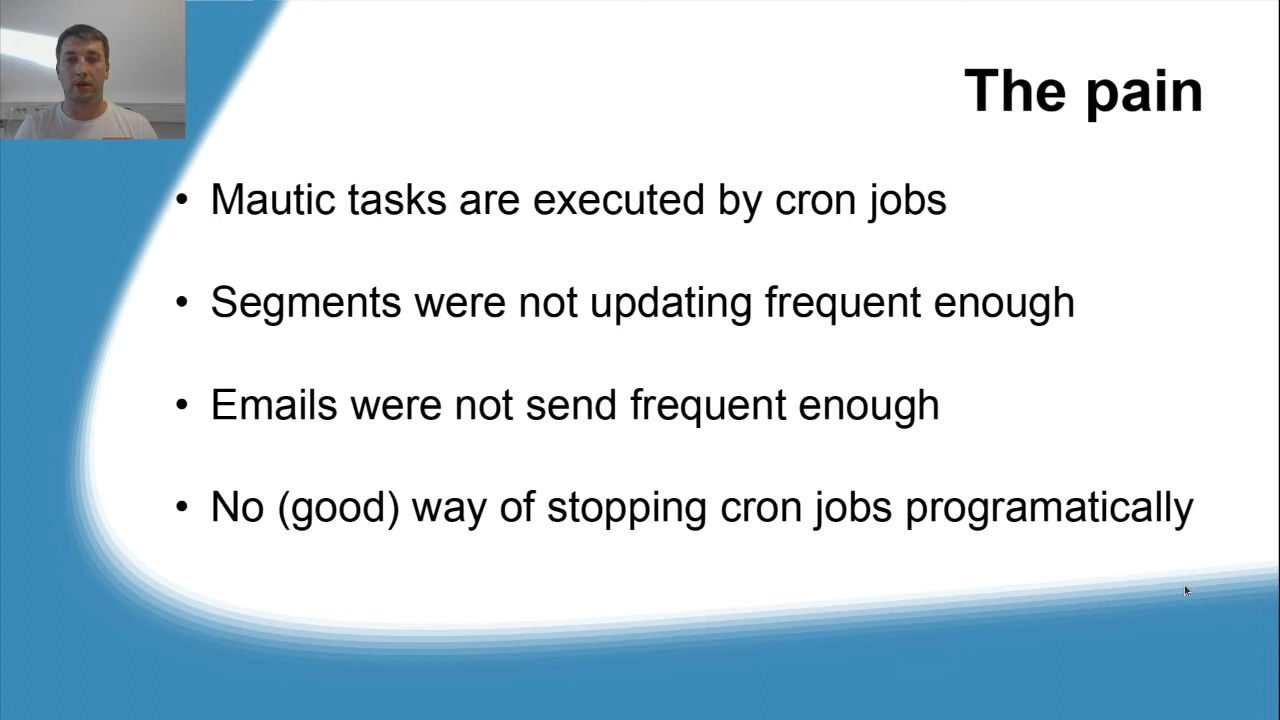 The pain
• Mautic tasks are executed by cron jobs
• Segments were not updating frequent enough
• Emails were not send frequent enough
• No (good) way of stopping cron jobs programatically